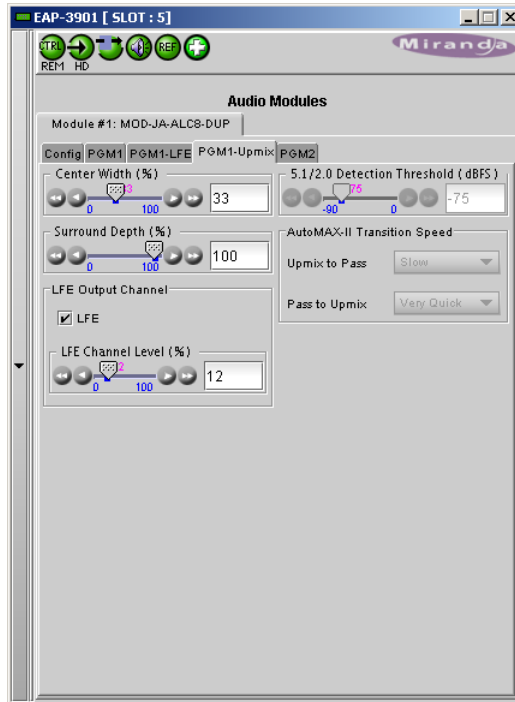 EAP-3901 [ SLOT : 5]
CTRL REF
REM HD
Miranda
Audio Modules
Module #1: MOD-JA-ALC8-DUP
Config PGM1 PGM1-LFE PGM1-Upmix PGM2
Center Width (%)
3
0 100
33
5.1/2.0 Detection Threshold (dBFS)
75
-90 0
-75
Surround Depth (%)
0 100
100
AutoMAX-II Transition Speed
Upmix to Pass Slow
Pass to Upmix Very Quick
LFE Output Channel
LFE
LFE Channel Level (%)
2
0 100
12